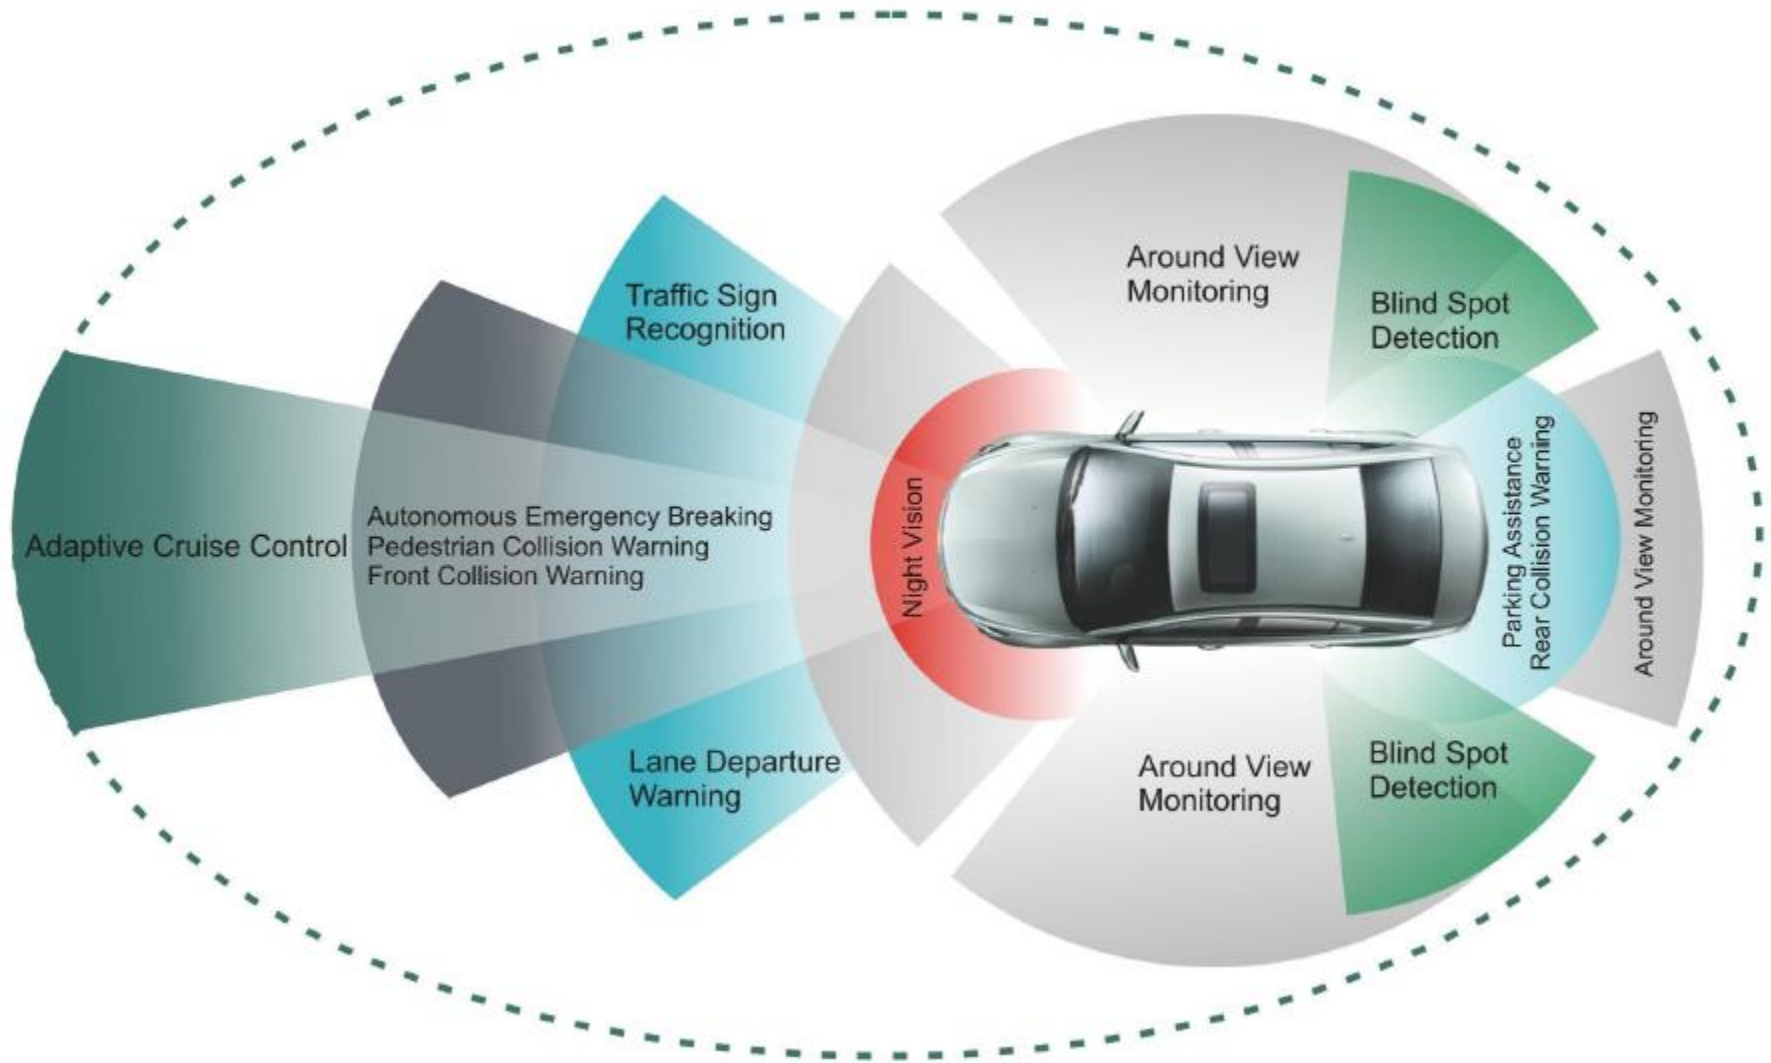 Around View
Monitoring
Blind Spot
Detection
Traffic Sign
Recognition
Adaptive Cruise Control
Autonomous Emergency Breaking
Pedestrian Collision Warning
Front Collision Warning
Night Vision
Parking Assistance
Rear Collision Warning
Around View Mouitoring
Lane Departure
Warning
Around View
Monitoring
Blind Spot
Detection